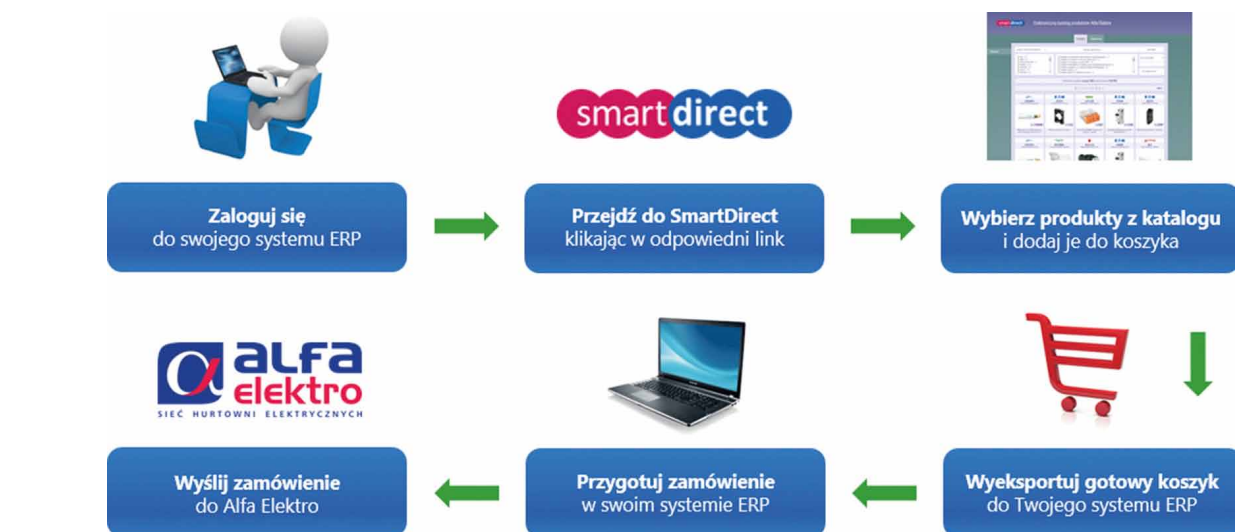 smartdirect
Zaloguj się
do swojego systemu ERP
Przejdź do SmartDirect
klikając w odpowiedni link
Wybierz produkty z katalogu
i dodaj je do koszyka
aLFa
elektro
SIEĆ HURTOWNI ELEKTRYCZNYCH
Wyślij zamówienie
do Alfa Elektro
Przygotuj zamówienie
w swoim systemie ERP
Wyeksportuj gotowy koszyk
do Twojego systemu ERP